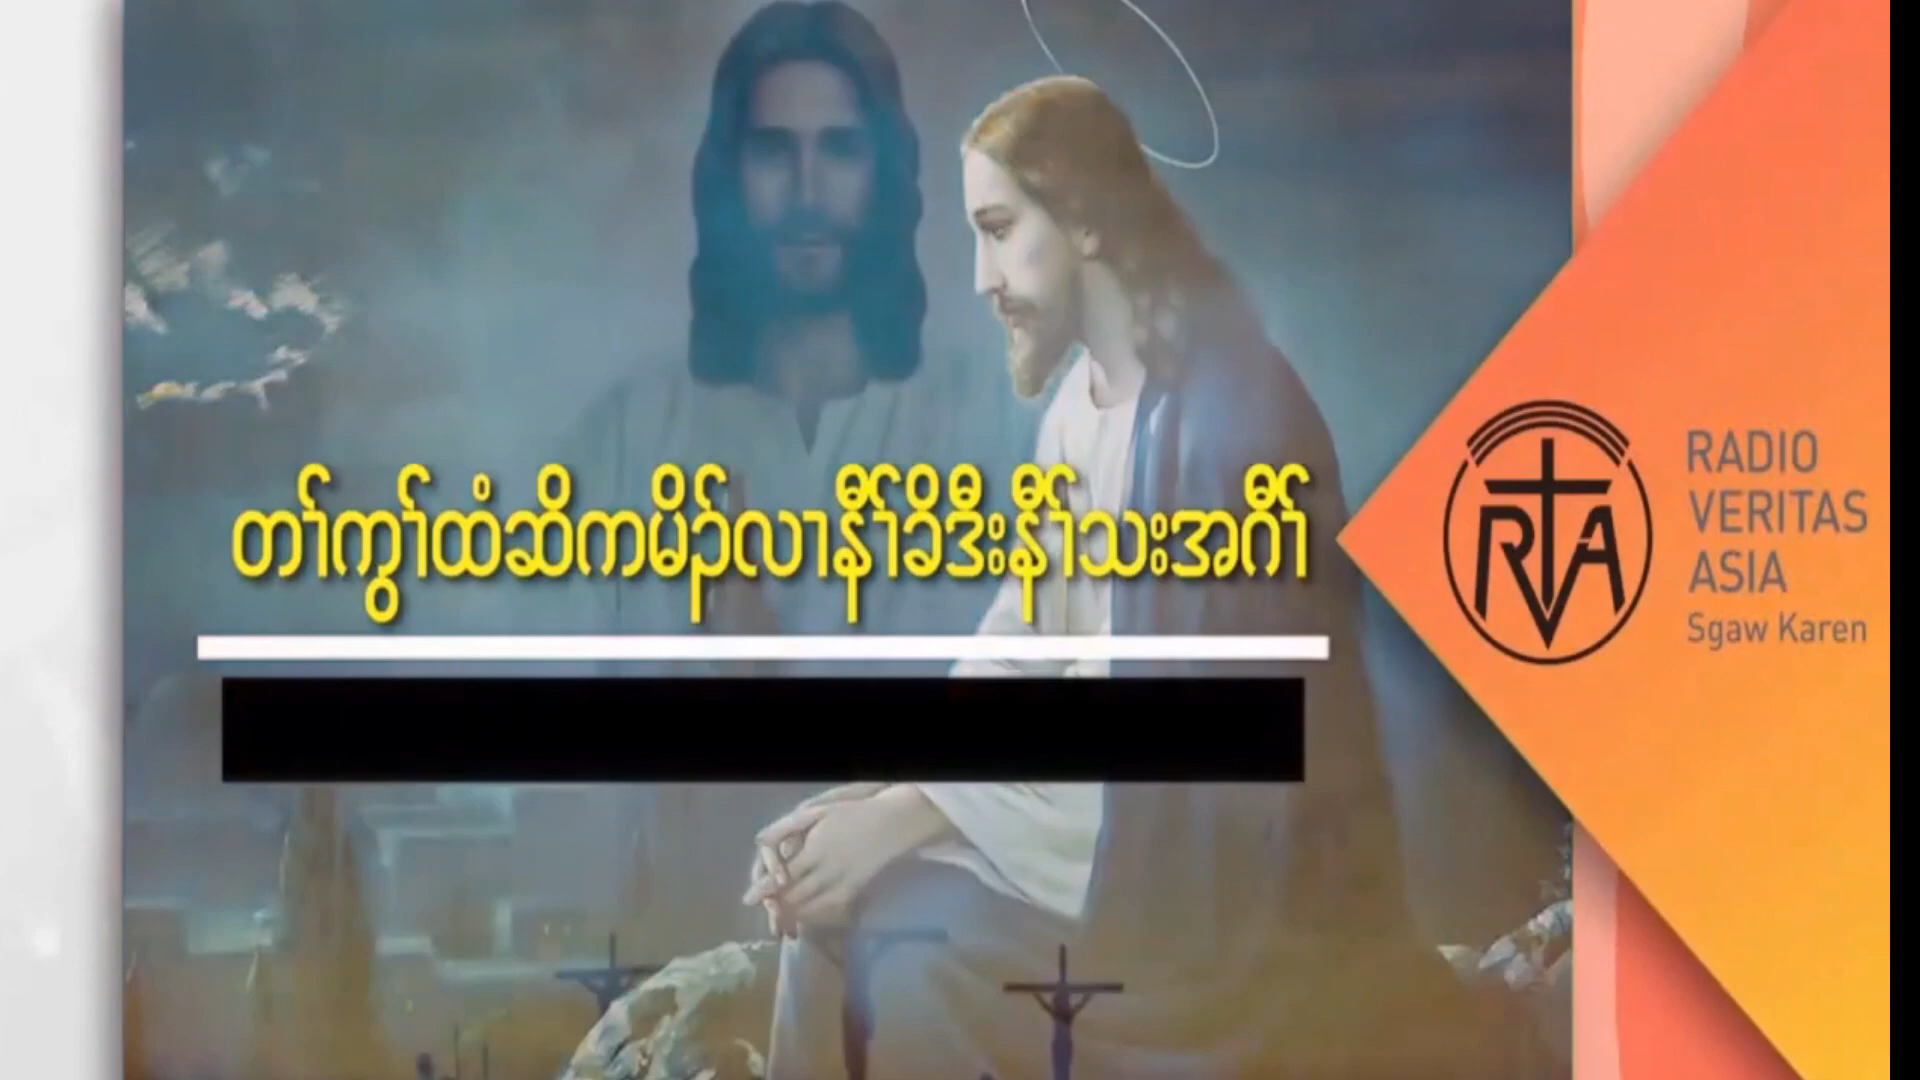 တၢ်ကွၢ်ထံဆိကမိၣ်လၢနီၢ်ခိဒီးနီၢ်သးအဂီၢ်
RADIO
VERITAS
ASIA
Sgaw Karen
RVA